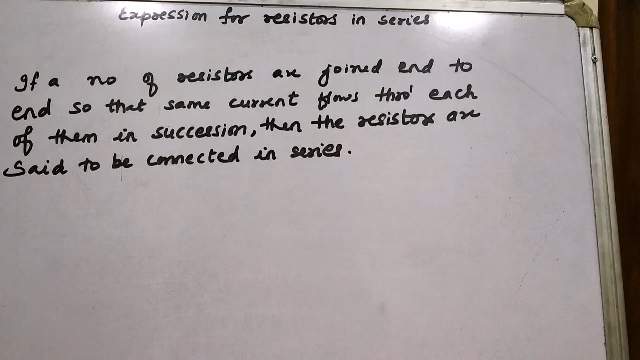 Expression for resistors in series
If a no of resistors are joined end to
end so that same current flows thro' each
of them in succession, then the resistors are
Said to be connected in series.